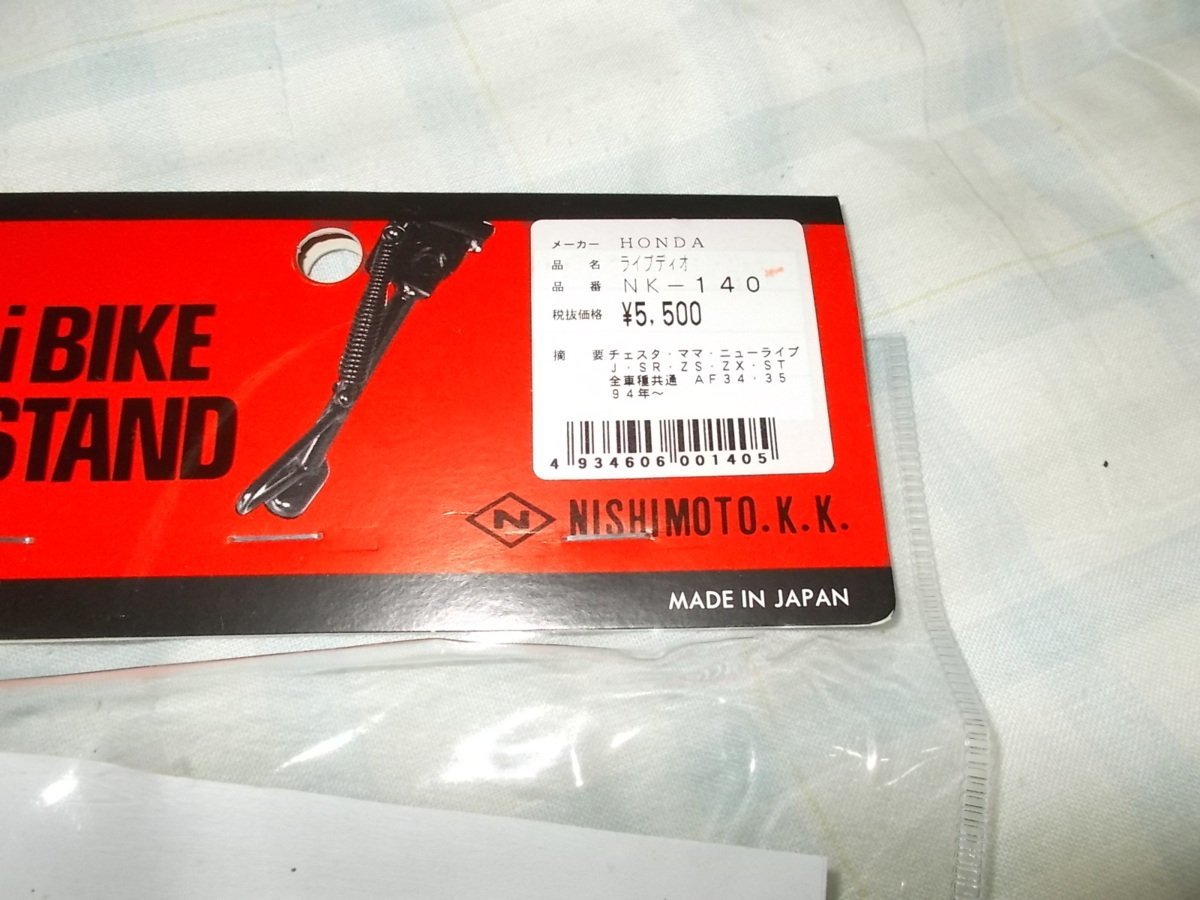 i BIKE
STAND
メーカー HONDA
品名 ライブディオ
品番 NK-140
税抜価格 ¥5,500
摘要 チェスタ・ママ・ニューライブ
J・SR・ZS・ZX・ST
全車種共通 AF34・35
94年~
4 934606 001405
N NISHIMOTO.K.K.
MADE IN JAPAN